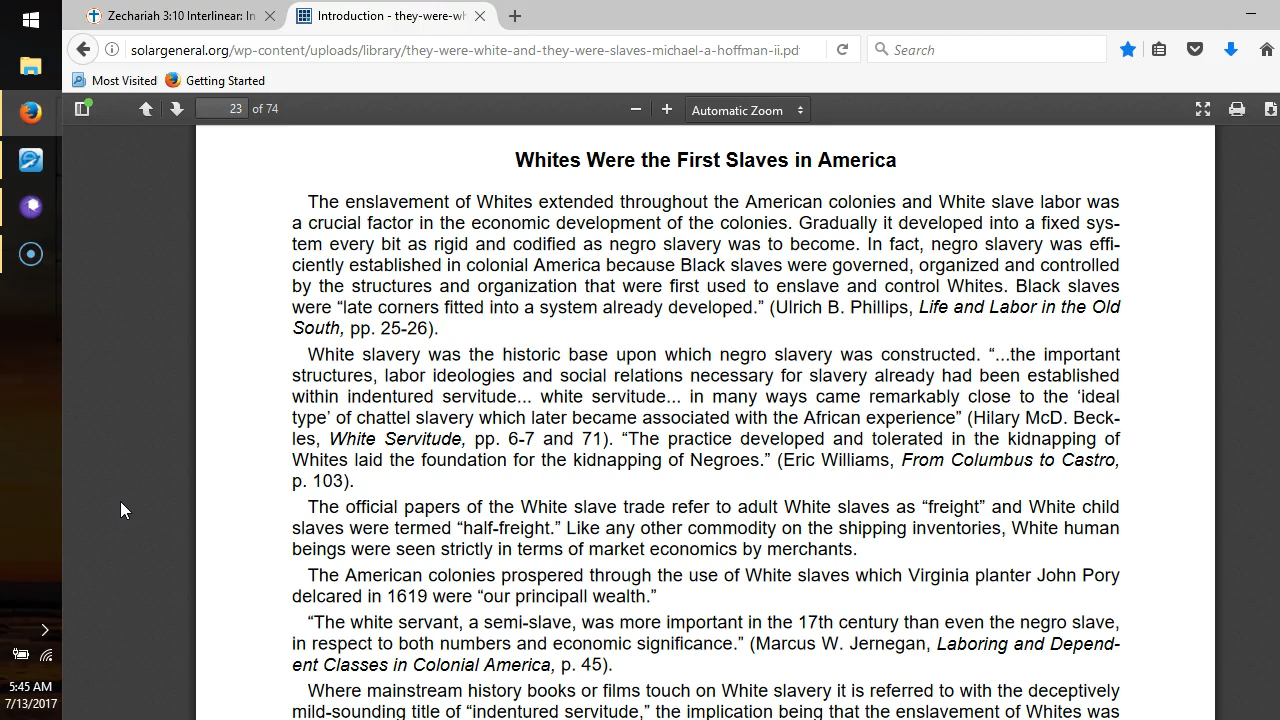 Zechariah 3:10 Interlinear: In
Introduction - they-were-wh
solargeneral.org/wp-content/uploads/library/they-were-white-and-they-were-slaves-michael-a-hoffman-ii.pdf
Search
Most Visited
Getting Started
23 of 74
Automatic Zoom
Whites Were the First Slaves in America
The enslavement of Whites extended throughout the American colonies and White slave labor was
a crucial factor in the economic development of the colonies. Gradually it developed into a fixed sys-
tem every bit as rigid and codified as negro slavery was to become. In fact, negro slavery was effi-
ciently established in colonial America because Black slaves were governed, organized and controlled
by the structures and organization that were first used to enslave and control Whites. Black slaves
were “late corners fitted into a system already developed.” (Ulrich B. Phillips, Life and Labor in the Old
South, pp. 25-26).
White slavery was the historic base upon which negro slavery was constructed. “...the important
structures, labor ideologies and social relations necessary for slavery already had been established
within indentured servitude... white servitude... in many ways came remarkably close to the ‘ideal
type’ of chattel slavery which later became associated with the African experience” (Hilary McD. Beck-
les, White Servitude, pp. 6-7 and 71). “The practice developed and tolerated in the kidnapping of
Whites laid the foundation for the kidnapping of Negroes.” (Eric Williams, From Columbus to Castro,
p. 103).
The official papers of the White slave trade refer to adult White slaves as “freight” and White child
slaves were termed “half-freight.” Like any other commodity on the shipping inventories, White human
beings were seen strictly in terms of market economics by merchants.
The American colonies prospered through the use of White slaves which Virginia planter John Pory
delcared in 1619 were “our principall wealth.”
“The white servant, a semi-slave, was more important in the 17th century than even the negro slave,
in respect to both numbers and economic significance.” (Marcus W. Jernegan, Laboring and Depend-
ent Classes in Colonial America, p. 45).
Where mainstream history books or films touch on White slavery it is referred to with the deceptively
mild-sounding title of “indentured servitude,” the implication being that the enslavement of Whites was
5:45 AM
7/13/2017